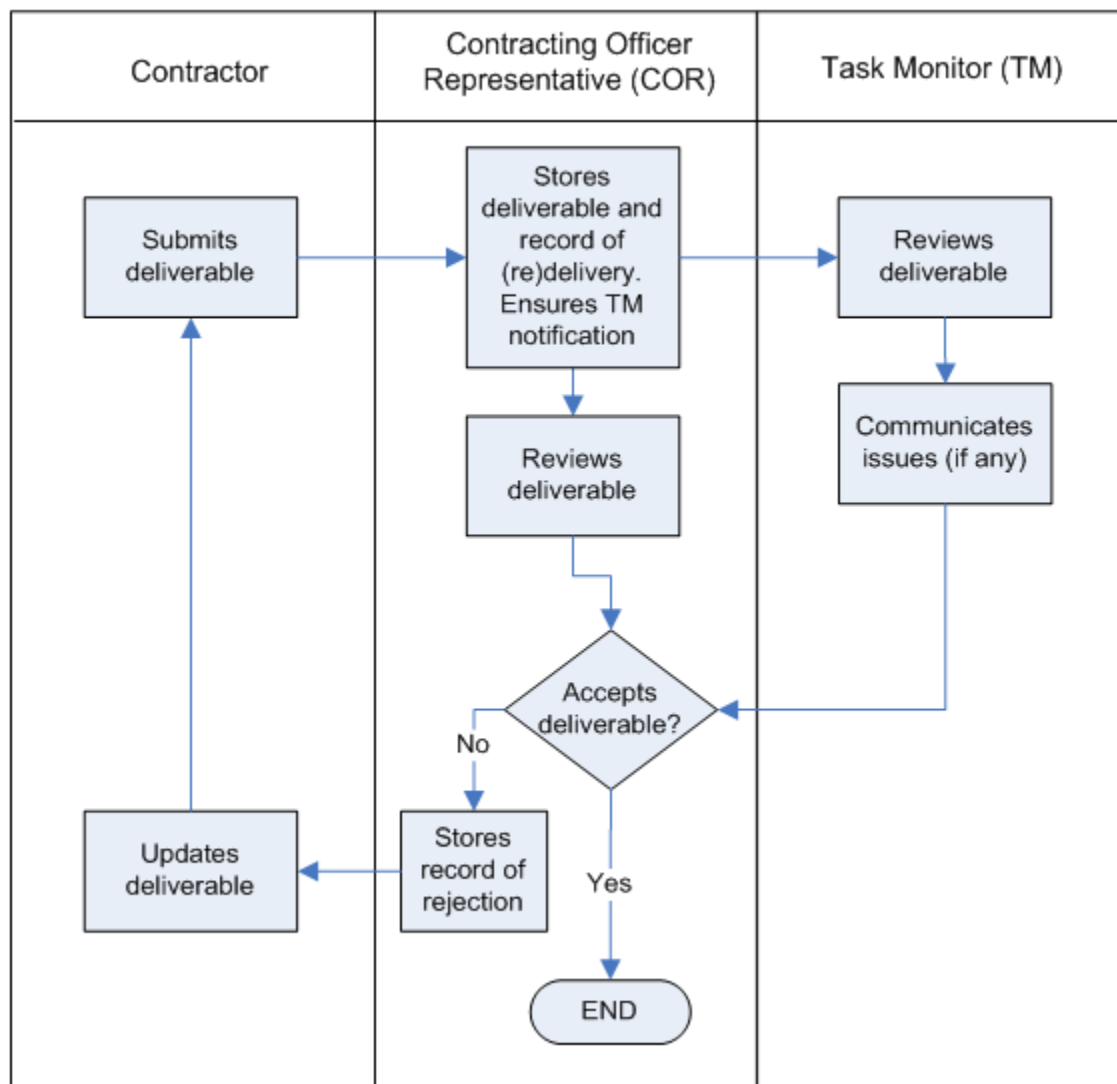 Contractor
Contracting Officer
Representative (COR)
Task Monitor (TM)
Submits
deliverable
Stores
deliverable and
record of
(re)delivery.
Ensures TM
notification
Reviews
deliverable
Reviews
deliverable
Communicates
issues (if any)
Accepts
deliverable?
No
Yes
Stores
record of
rejection
Updates
deliverable
END